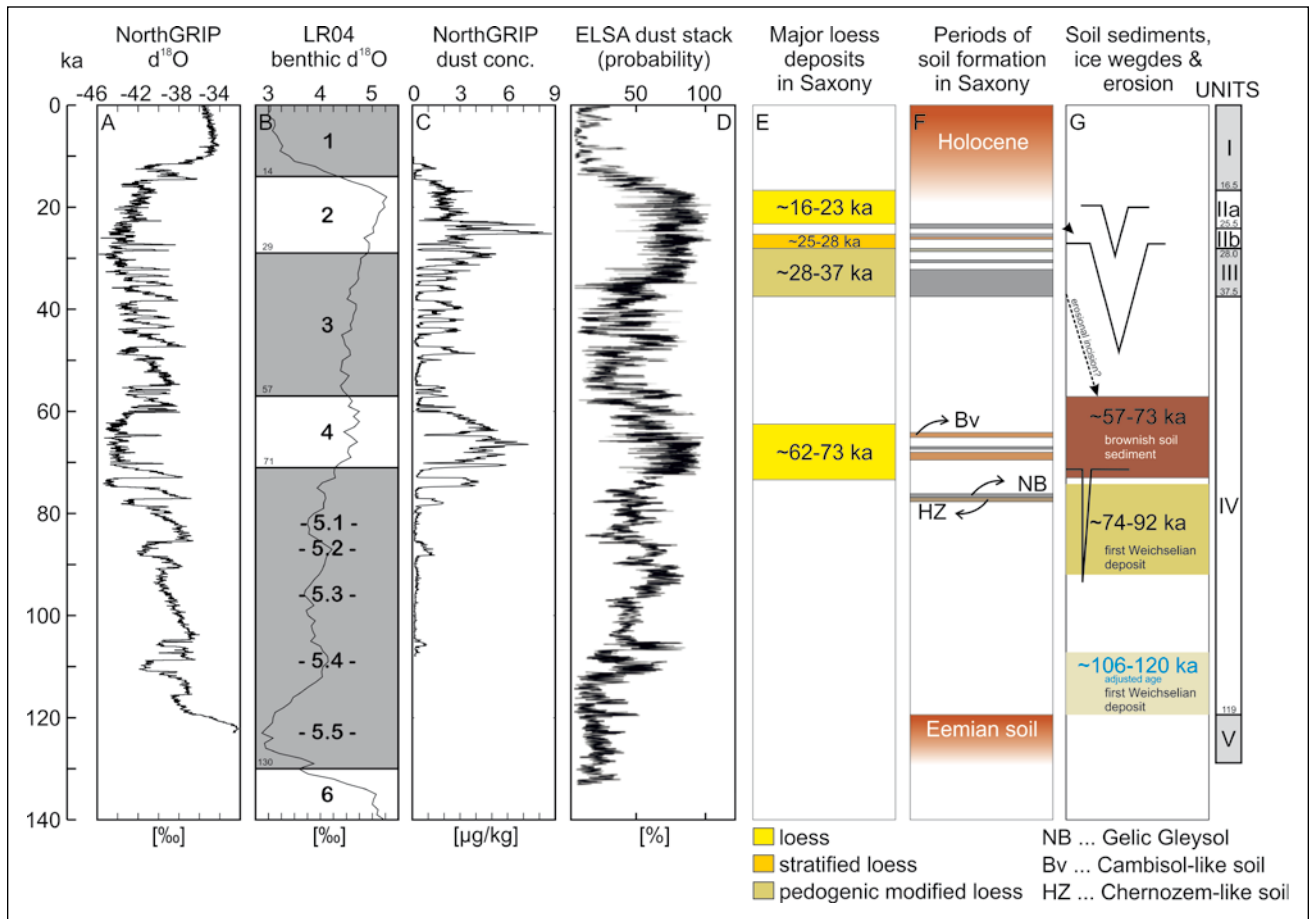 NorthGRIP
d18O
LR04
benthic d18O
NorthGRIP
dust conc.
ELSA dust stack
(probability)
Major loess
deposits
in Saxony
Periods of
soil formation
in Saxony
Soil sediments,
ice wegdes &
erosion
UNITS
ka
-46 -42 -38 -34
3 4 5
0 3 6 9
50 100
0
20
40
60
80
100
120
140
A
B
C
D
E
F
G
1
14
2
29
3
57
4
71
- 5.1 -
- 5.2 -
- 5.3 -
- 5.4 -
- 5.5 -
130
6
~16-23 ka
~25-28 ka
~28-37 ka
~62-73 ka
Holocene
Bv
NB
HZ
Eemian soil
erosional incision?
~57-73 ka
brownish soil
sediment
~74-92 ka
first Weichselian
deposit
~106-120 ka
adjusted age
first Weichselian
deposit
I
16.5
IIa
25.5
IIb
28.0
III
37.5
IV
119
V
[‰]
[‰]
[µg/kg]
[%]
loess
stratified loess
pedogenic modified loess
NB ... Gelic Gleysol
Bv ... Cambisol-like soil
HZ ... Chernozem-like soil